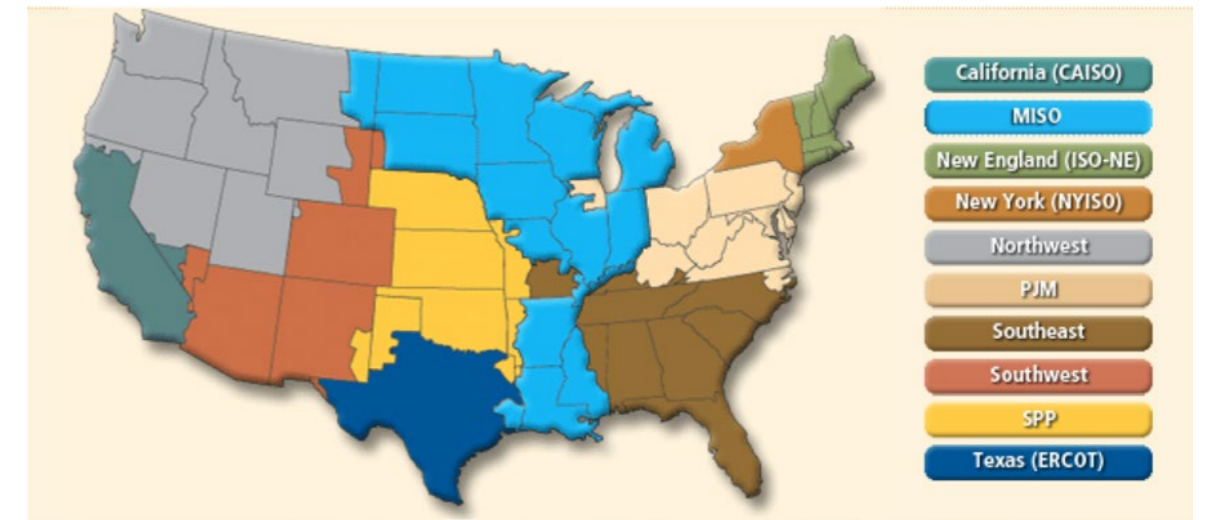 California (CAISO)
MISO
New England (ISO-NE)
New York (NYISO)
Northwest
PJM
Southeast
Southwest
SPP
Texas (ERCOT)